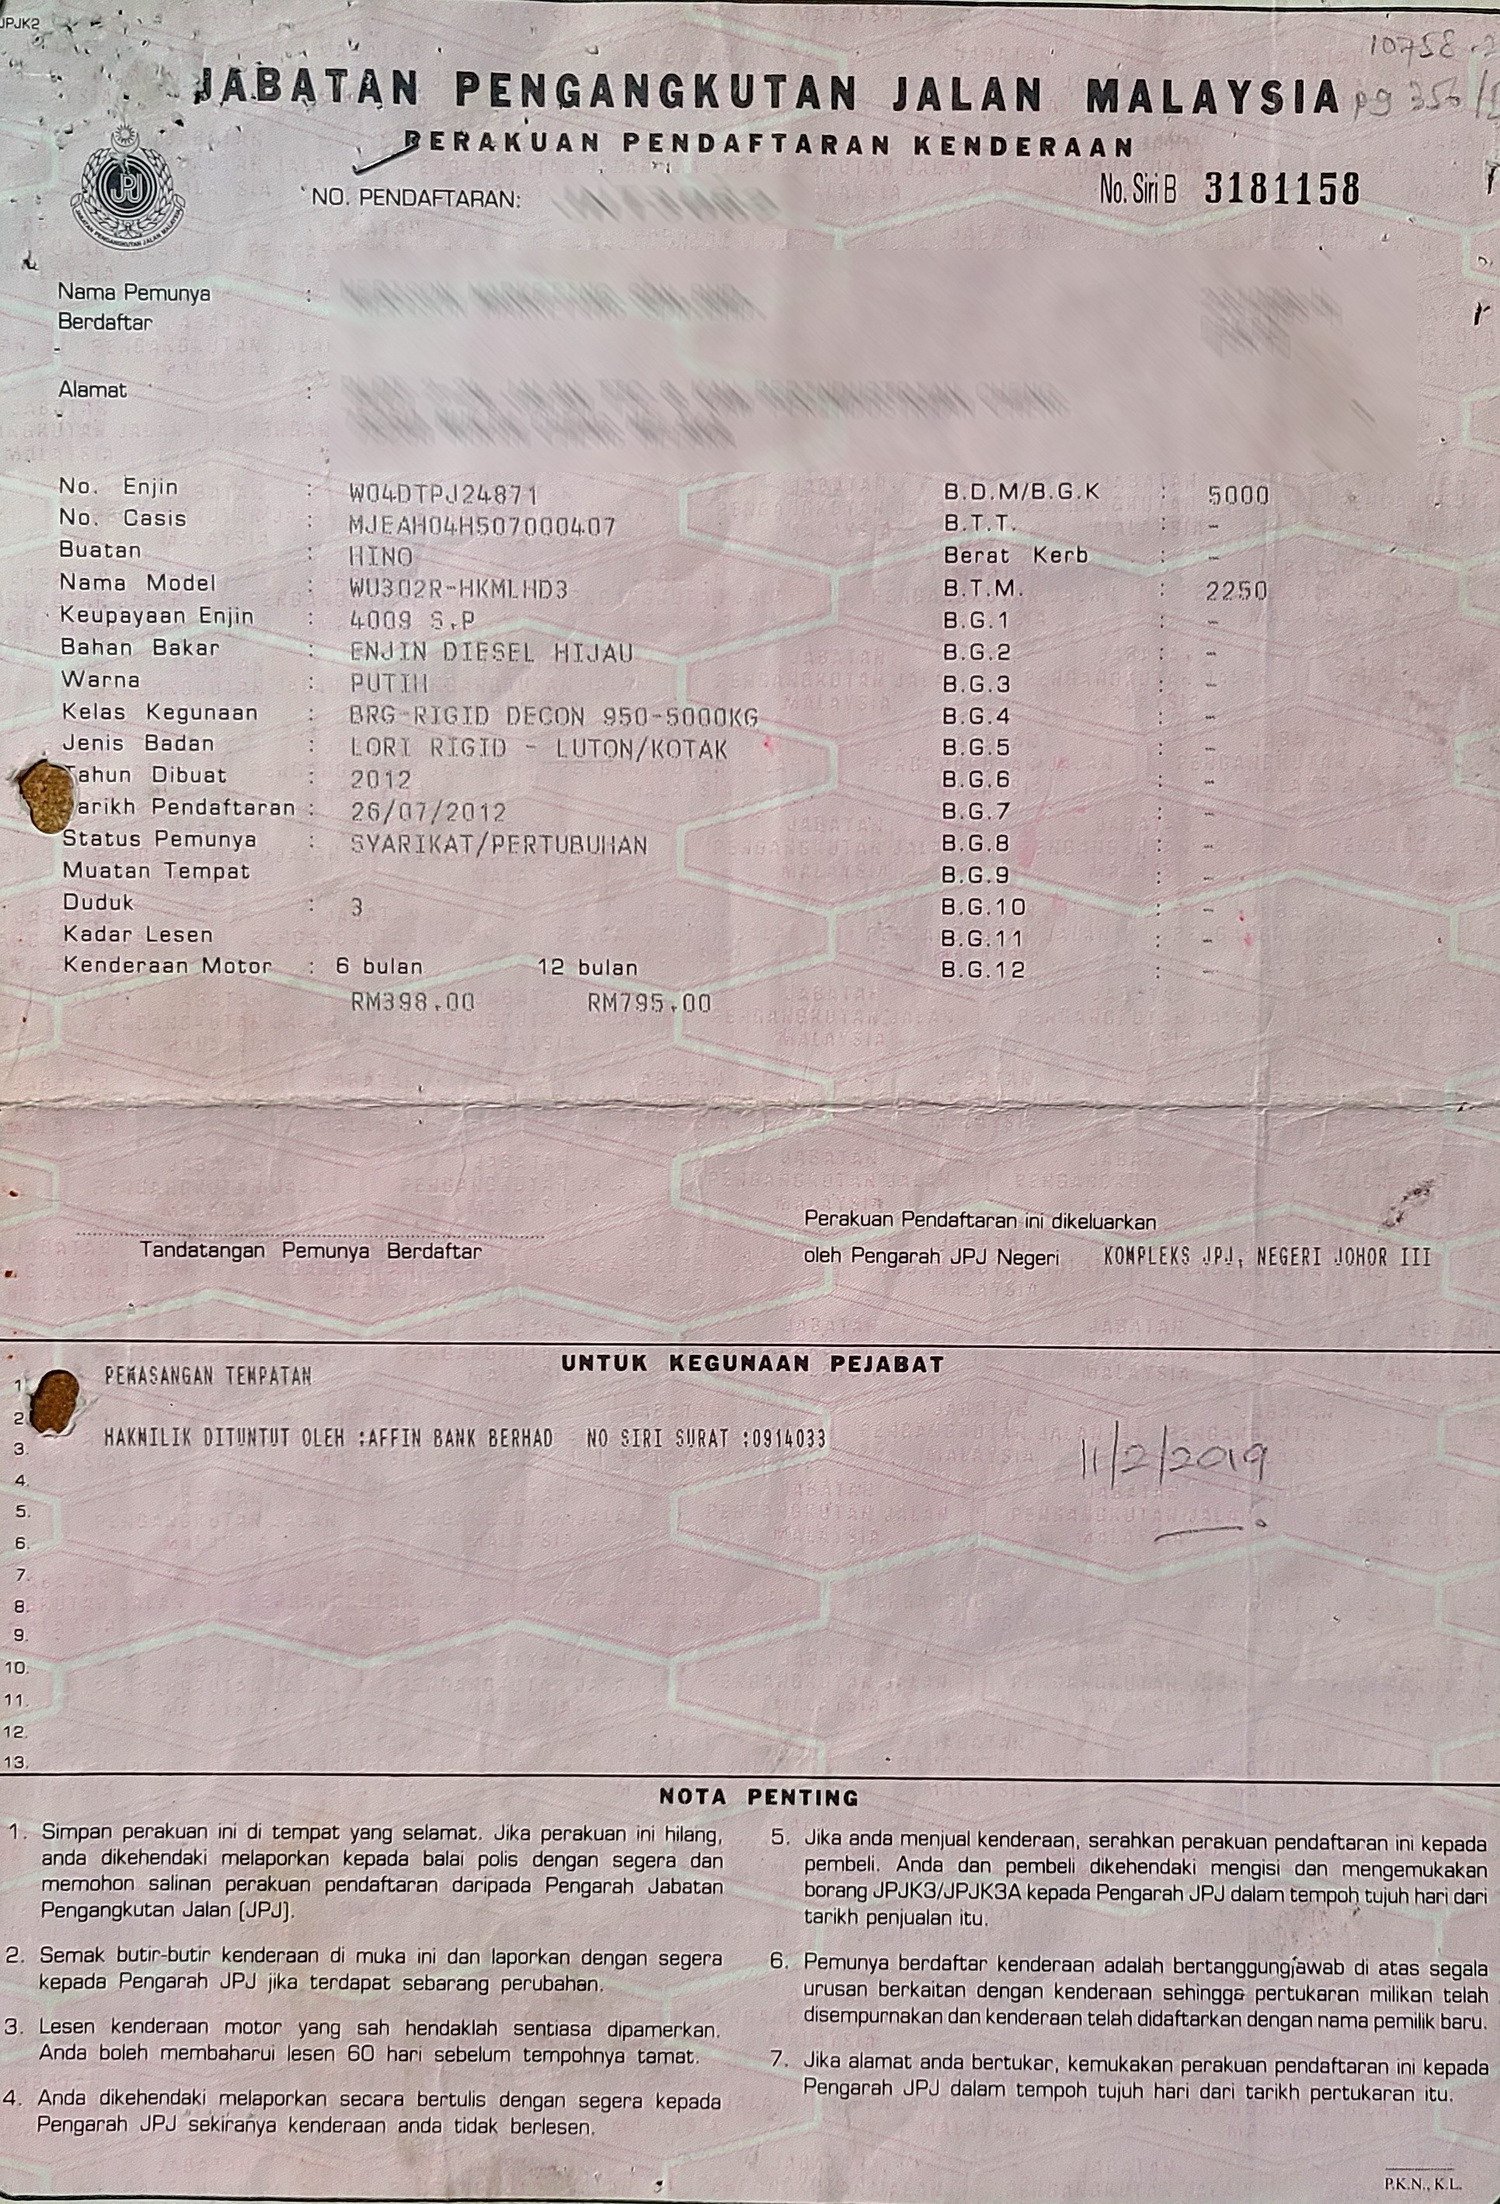 JPJK2
10758
JABATAN PENGANGKUTAN JALAN MALAYSIA
pg 356/
PERAKUAN PENDAFTARAN KENDERAAN
NO. PENDAFTARAN:
No. Siri B 3181158
JPJ
JABATAN PENGANGKUTAN JALAN MALAYSIA
Nama Pemunya :
Berdaftar
Alamat :
No. Enjin : W04DTPJ24871 B.D.M/B.G.K : 5000
No. Casis : MJEAH04H507000407 B.T.T. : -
Buatan : HINO Berat Kerb : -
Nama Model : WU302R-HKMLHD3 B.T.M. : 2250
Keupayaan Enjin : 4009 S.P B.G.1 : -
Bahan Bakar : ENJIN DIESEL HIJAU B.G.2 : -
Warna : PUTIH B.G.3 : -
Kelas Kegunaan : BRG-RIGID DECON 950-5000KG B.G.4 : -
Jenis Badan : LORI RIGID - LUTON/KOTAK B.G.5 : -
Tahun Dibuat : 2012 B.G.6 : -
Tarikh Pendaftaran : 26/07/2012 B.G.7 : -
Status Pemunya : SYARIKAT/PERTUBUHAN B.G.8 : -
Muatan Tempat B.G.9 : -
Duduk : 3 B.G.10 : -
Kadar Lesen B.G.11 : -
Kenderaan Motor : 6 bulan 12 bulan B.G.12 : -
RM398.00 RM795.00
Perakuan Pendaftaran ini dikeluarkan
Tandatangan Pemunya Berdaftar
oleh Pengarah JPJ Negeri KOMPLEKS JPJ, NEGERI JOHOR III
UNTUK KEGUNAAN PEJABAT
1. PEMASANGAN TEMPATAN
2.
3. HAKMILIK DITUNTUT OLEH :AFFIN BANK BERHAD NO SIRI SURAT :0914033
11/2/2019
4.
5.
6.
7.
8.
9.
10.
11.
12.
13.
NOTA PENTING
1. Simpan perakuan ini di tempat yang selamat. Jika perakuan ini hilang,
anda dikehendaki melaporkan kepada balai polis dengan segera dan
memohon salinan perakuan pendaftaran daripada Pengarah Jabatan
Pengangkutan Jalan (JPJ).
2. Semak butir-butir kenderaan di muka ini dan laporkan dengan segera
kepada Pengarah JPJ jika terdapat sebarang perubahan.
3. Lesen kenderaan motor yang sah hendaklah sentiasa dipamerkan.
Anda boleh membaharui lesen 60 hari sebelum tempohnya tamat.
4. Anda dikehendaki melaporkan secara bertulis dengan segera kepada
Pengarah JPJ sekiranya kenderaan anda tidak berlesen.
5. Jika anda menjual kenderaan, serahkan perakuan pendaftaran ini kepada
pembeli. Anda dan pembeli dikehendaki mengisi dan mengemukakan
borang JPJK3/JPJK3A kepada Pengarah JPJ dalam tempoh tujuh hari dari
tarikh penjualan itu.
6. Pemunya berdaftar kenderaan adalah bertanggungjawab di atas segala
urusan berkaitan dengan kenderaan sehingga pertukaran milikan telah
disempurnakan dan kenderaan telah didaftarkan dengan nama pemilik baru.
7. Jika alamat anda bertukar, kemukakan perakuan pendaftaran ini kepada
Pengarah JPJ dalam tempoh tujuh hari dari tarikh pertukaran itu.
P.K.N., K.L.